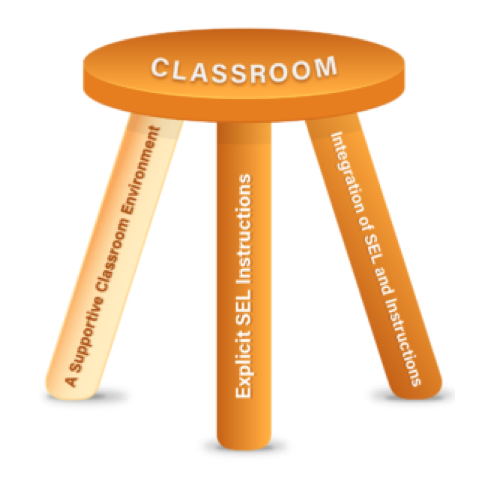 CLASSROOM
A Supportive Classroom Environment
Explicit SEL Instructions
Integration of SEL and Instructions